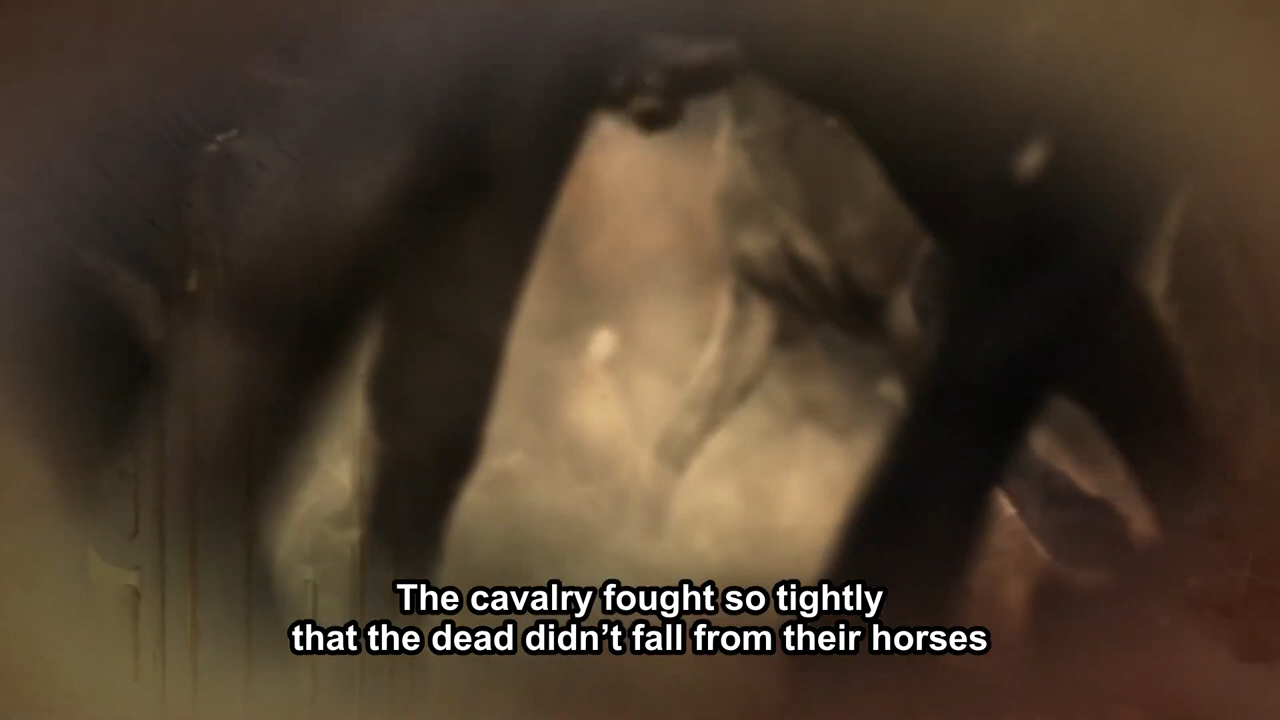 The cavalry fought so tightly
that the dead didn’t fall from their horses